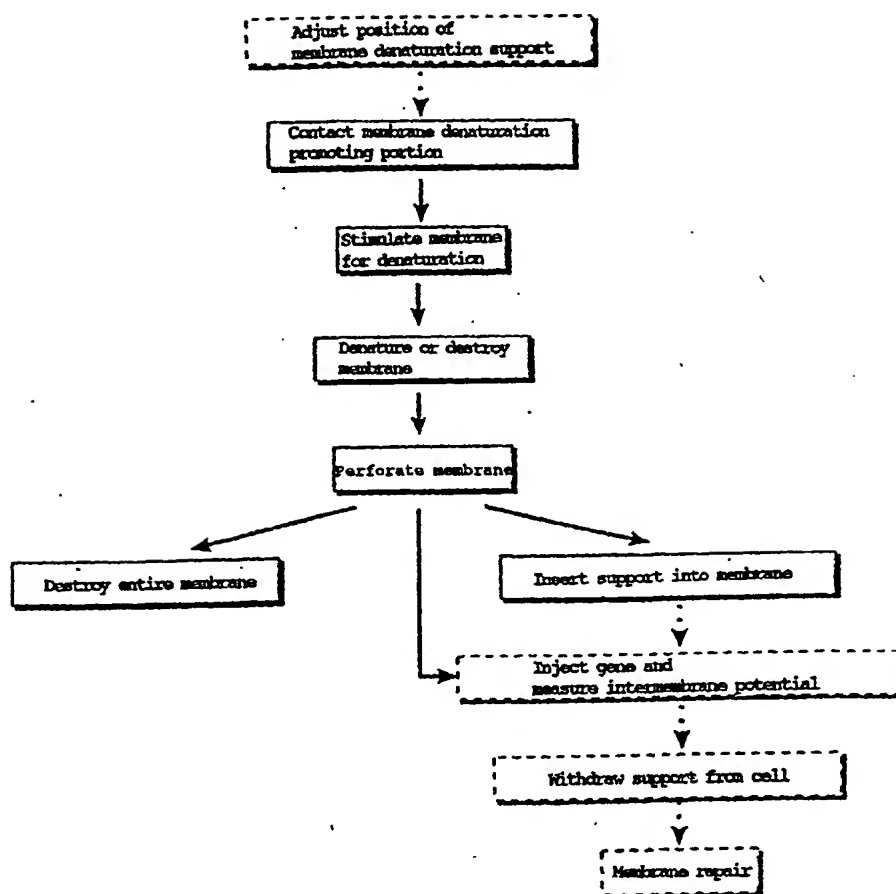 Adjust position of
membrane denaturation support
Contact membrane denaturation
promoting portion
Stimulate membrane
for denaturation
Denature or destroy
membrane
Perforate membrane
Destroy entire membrane
Insert support into membrane
Inject gene and
measure intermembrane potential
Withdraw support from cell
Membrane repair